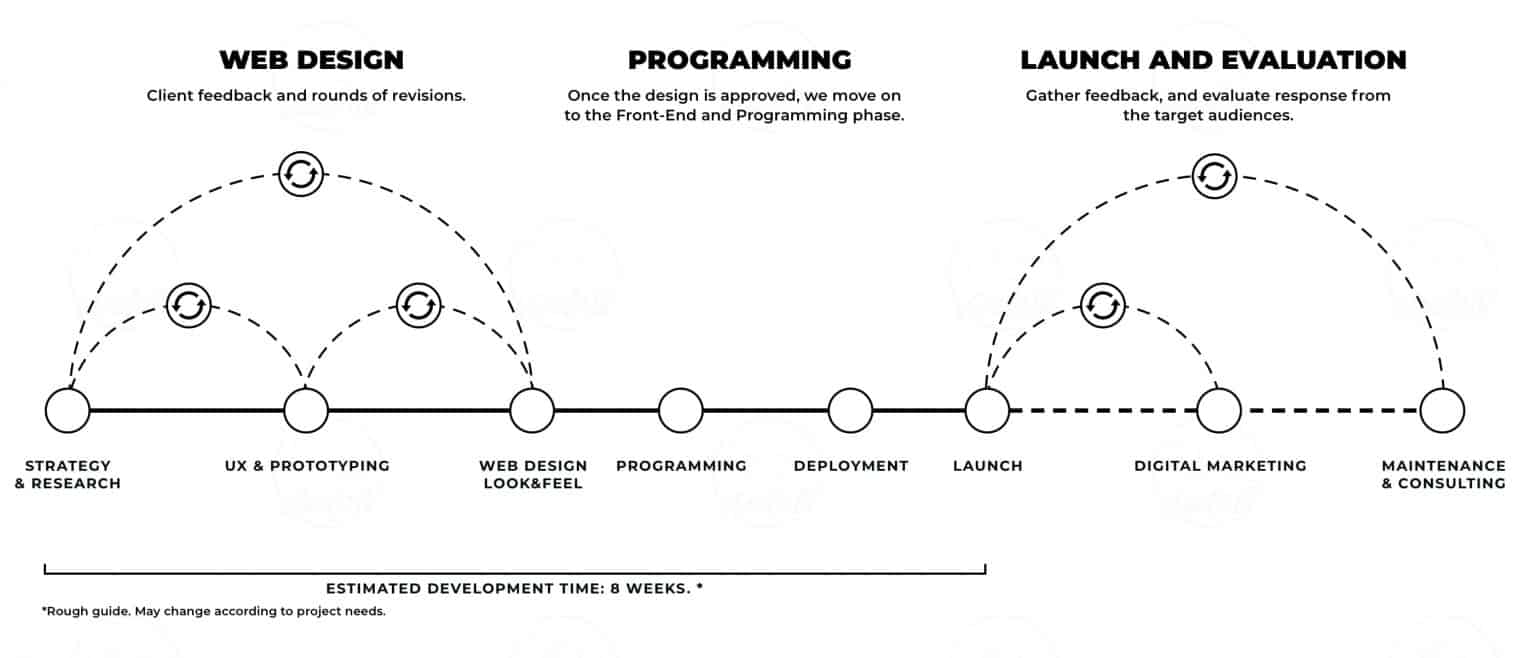 WEB DESIGN
Client feedback and rounds of revisions.
PROGRAMMING
Once the design is approved, we move on
to the Front-End and Programming phase.
LAUNCH AND EVALUATION
Gather feedback, and evaluate response from
the target audiences.
STRATEGY
& RESEARCH
UX & PROTOTYPING
WEB DESIGN
LOOK&FEEL
PROGRAMMING
DEPLOYMENT
LAUNCH
DIGITAL MARKETING
MAINTENANCE
& CONSULTING
ESTIMATED DEVELOPMENT TIME: 8 WEEKS. *
*Rough guide. May change according to project needs.